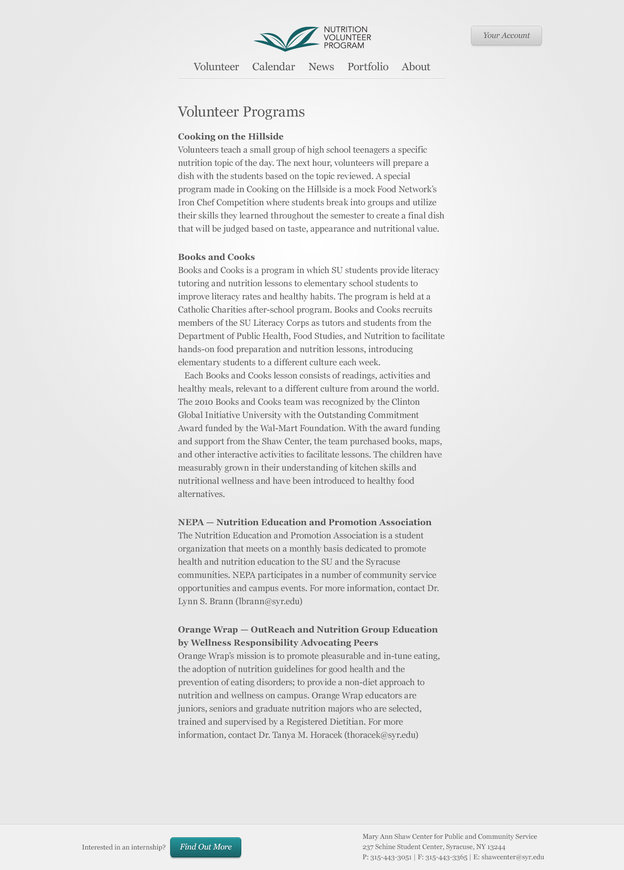 NUTRITION
VOLUNTEER
PROGRAM
Your Account
Volunteer Calendar News Portfolio About
Volunteer Programs
Cooking on the Hillside
Volunteers teach a small group of high school teenagers a specific
nutrition topic of the day. The next hour, volunteers will prepare a
dish with the students based on the topic reviewed. A special
program made in Cooking on the Hillside is a mock Food Network's
Iron Chef Competition where students break into groups and utilize
their skills they learned throughout the semester to create a final dish
that will be judged based on taste, appearance and nutritional value.
Books and Cooks
Books and Cooks is a program in which SU students provide literacy
tutoring and nutrition lessons to elementary school students to
improve literacy rates and healthy habits. The program is held at a
Catholic Charities after-school program. Books and Cooks recruits
members of the SU Literacy Corps as tutors and students from the
Department of Public Health, Food Studies, and Nutrition to facilitate
hands-on food preparation and nutrition lessons, introducing
elementary students to a different culture each week.
Each Books and Cooks lesson consists of readings, activities and
healthy meals, relevant to a different culture from around the world.
The 2010 Books and Cooks team was recognized by the Clinton
Global Initiative University with the Outstanding Commitment
Award funded by the Wal-Mart Foundation. With the award funding
and support from the Shaw Center, the team purchased books, maps,
and other interactive activities to facilitate lessons. The children have
measurably grown in their understanding of kitchen skills and
nutritional wellness and have been introduced to healthy food
alternatives.
NEPA — Nutrition Education and Promotion Association
The Nutrition Education and Promotion Association is a student
organization that meets on a monthly basis dedicated to promote
health and nutrition education to the SU and the Syracuse
communities. NEPA participates in a number of community service
opportunities and campus events. For more information, contact Dr.
Lynn S. Brann (lbrann@syr.edu)
Orange Wrap — OutReach and Nutrition Group Education
by Wellness Responsibility Advocating Peers
Orange Wrap's mission is to promote pleasurable and in-tune eating,
the adoption of nutrition guidelines for good health and the
prevention of eating disorders; to provide a non-diet approach to
nutrition and wellness on campus. Orange Wrap educators are
juniors, seniors and graduate nutrition majors who are selected,
trained and supervised by a Registered Dietitian. For more
information, contact Dr. Tanya M. Horacek (thoracek@syr.edu)
Interested in an internship? Find Out More
Mary Ann Shaw Center for Public and Community Service
237 Schine Student Center, Syracuse, NY 13244
P: 315-443-3051 | F: 315-443-3365 | E: shawcenter@syr.edu